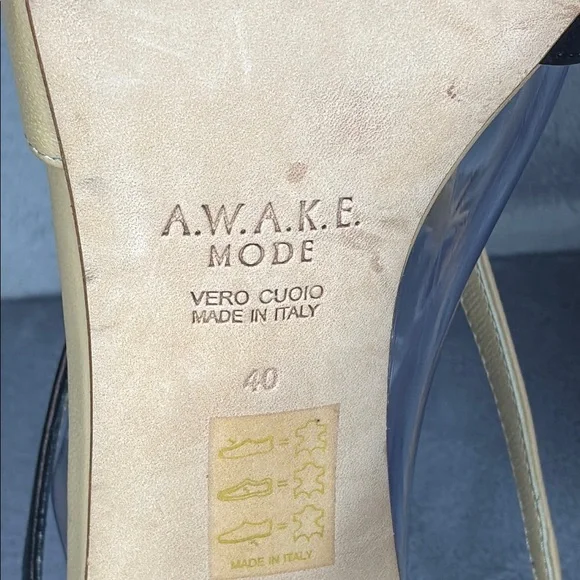 A.W.A.K.E.
MODE
VERO CUOIO
MADE IN ITALY
40
=
=
=
MADE IN ITALY